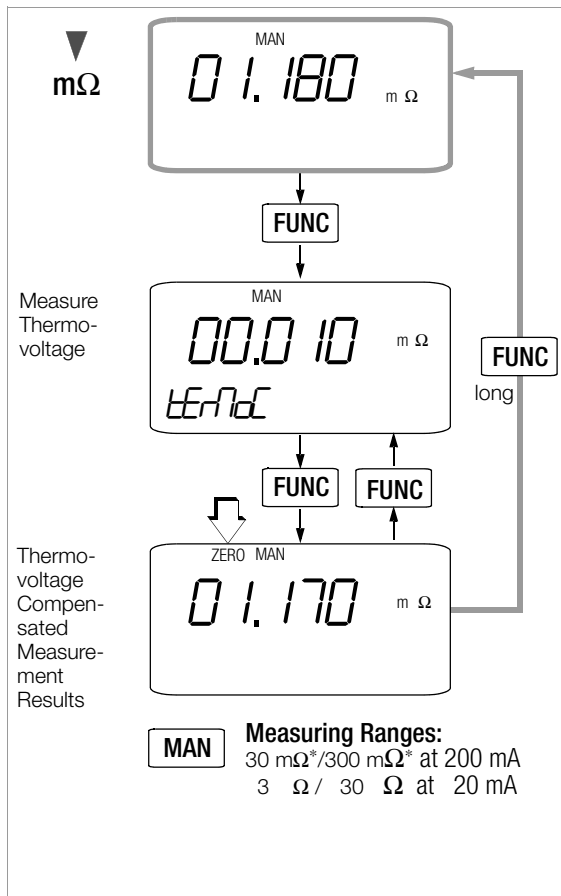 MAN
01.180 m Ω
mΩ
FUNC
Measure
Thermo-
voltage
MAN
00.010 m Ω
tErmoC
FUNC
long
FUNC FUNC
Thermo-
voltage
Compen-
sated
Measure-
ment
Results
ZERO MAN
01.170 m Ω
MAN
Measuring Ranges:
30 mΩ*/300 mΩ* at 200 mA
3 Ω / 30 Ω at 20 mA